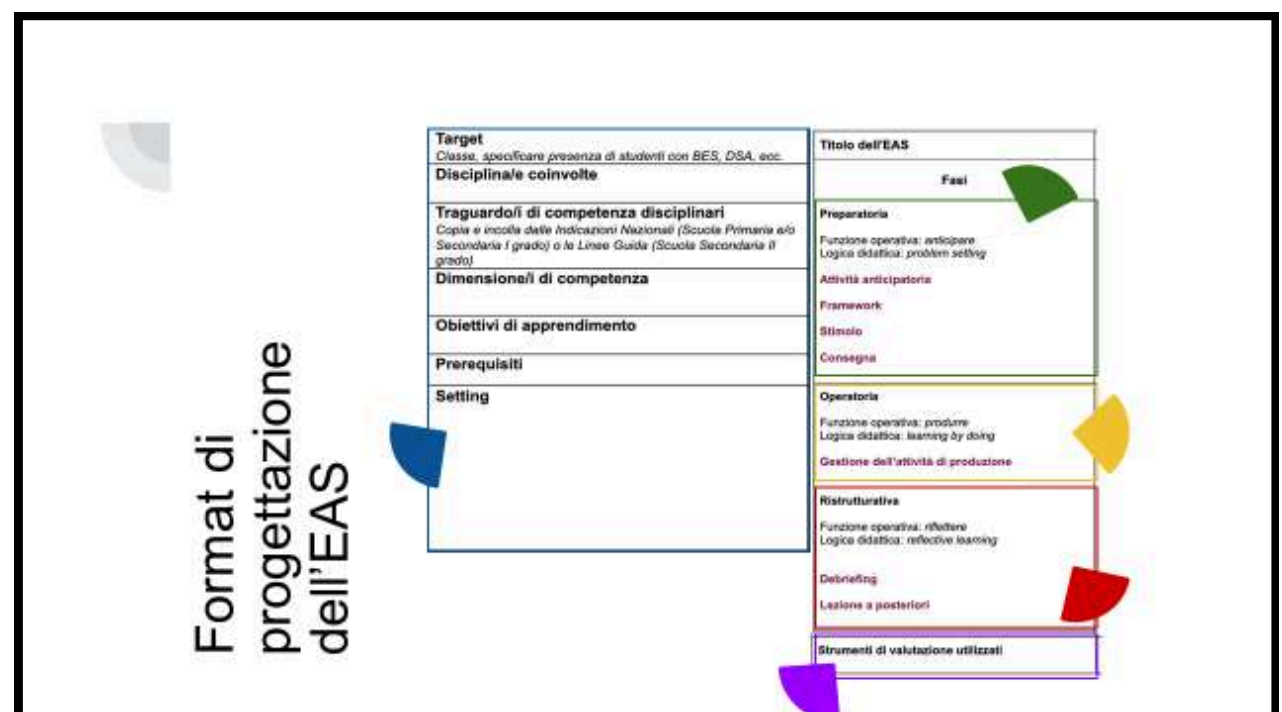 Format di
progettazione
dell'EAS
Target
Classe, specificare presenza di studenti con BES, DSA, ecc.
Disciplina/e coinvolte
Traguardo/i di competenza disciplinari
Copia e incolla dalle Indicazioni Nazionali (Scuola Primaria e/o
Secondaria I grado) o le Linee Guida (Scuola Secondaria II
grado)
Dimensione/i di competenza
Obiettivi di apprendimento
Prerequisiti
Setting
Titolo dell'EAS
Fasi
Preparatoria
Funzione operativa: anticipare
Logica didattica: problem setting
Attività anticipatoria
Framework
Stimolo
Consegna
Operatoria
Funzione operativa: produrre
Logica didattica: learning by doing
Gestione dell'attività di produzione
Ristrutturativa
Funzione operativa: riflettere
Logica didattica: reflective learning
Debriefing
Lezione a posteriori
Strumenti di valutazione utilizzati